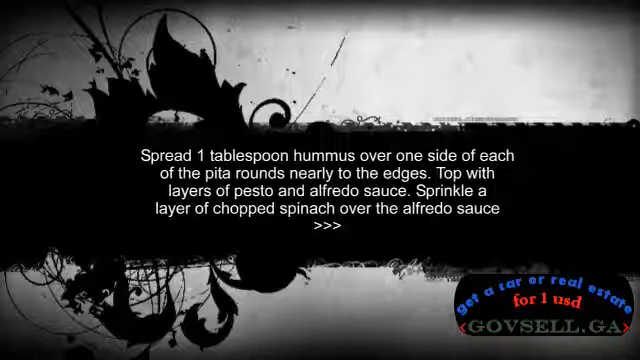 Spread 1 tablespoon hummus over one side of each
of the pita rounds nearly to the edges. Top with
layers of pesto and alfredo sauce. Sprinkle a
layer of chopped spinach over the alfredo sauce
>>>
get a car or real estate
for 1 usd
<GOVSELL.GA>